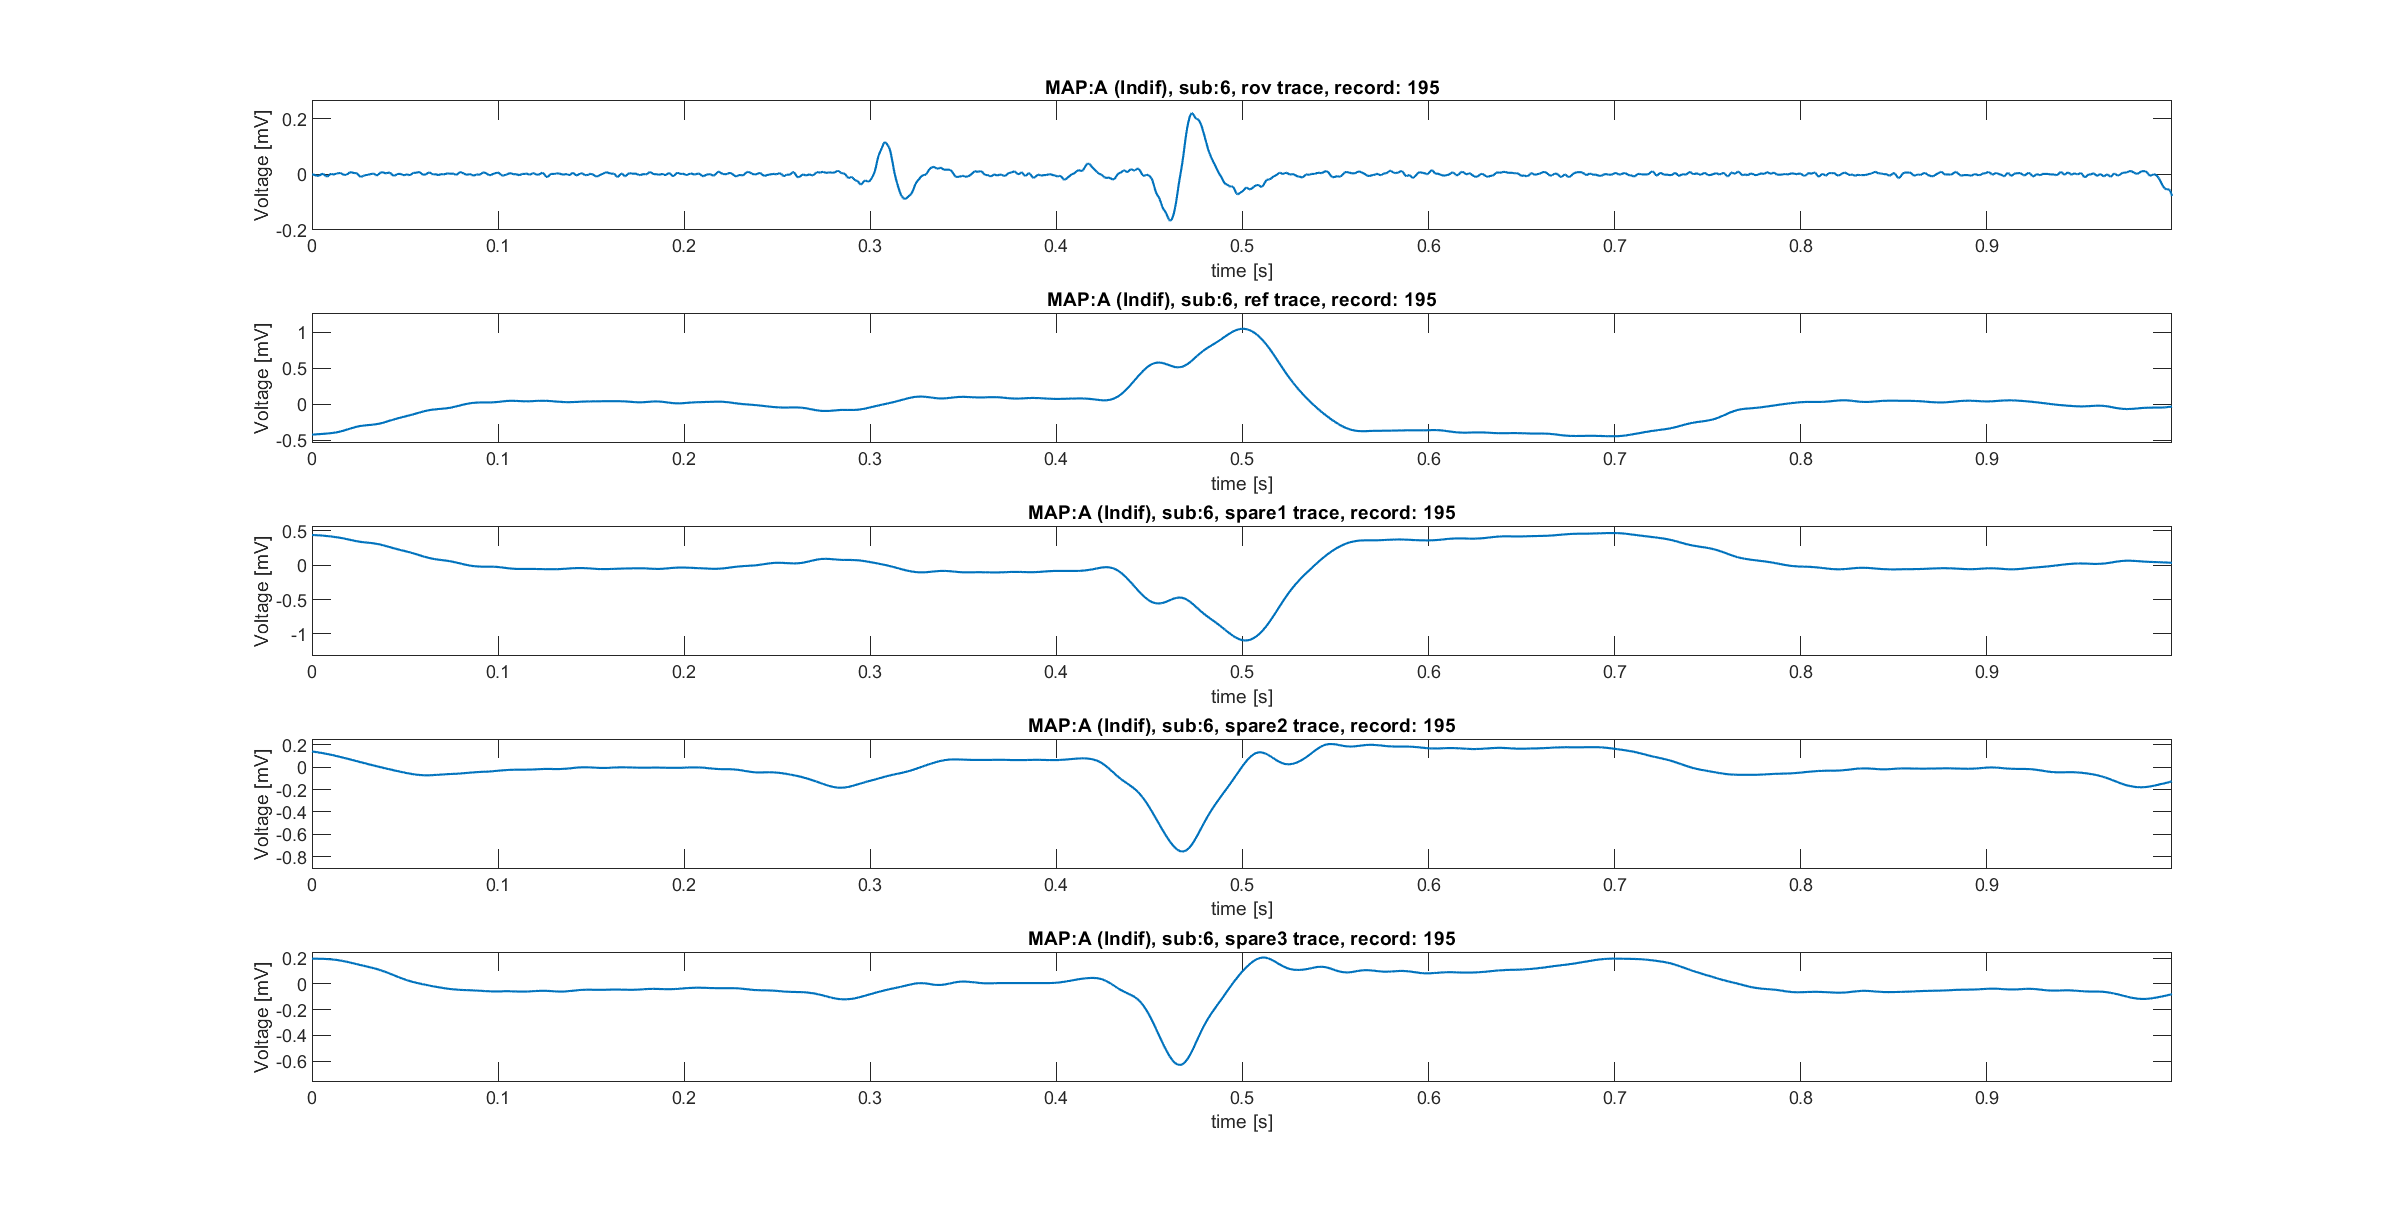 MAP:A (Indif), sub:6, rov trace, record: 195
Voltage [mV]
0.2
0
-0.2
0 0.1 0.2 0.3 0.4 0.5 0.6 0.7 0.8 0.9
time [s]
MAP:A (Indif), sub:6, ref trace, record: 195
Voltage [mV]
1
0.5
0
-0.5
0 0.1 0.2 0.3 0.4 0.5 0.6 0.7 0.8 0.9
time [s]
MAP:A (Indif), sub:6, spare1 trace, record: 195
Voltage [mV]
0.5
0
-0.5
-1
0 0.1 0.2 0.3 0.4 0.5 0.6 0.7 0.8 0.9
time [s]
MAP:A (Indif), sub:6, spare2 trace, record: 195
Voltage [mV]
0.2
0
-0.2
-0.4
-0.6
-0.8
0 0.1 0.2 0.3 0.4 0.5 0.6 0.7 0.8 0.9
time [s]
MAP:A (Indif), sub:6, spare3 trace, record: 195
Voltage [mV]
0.2
0
-0.2
-0.4
-0.6
0 0.1 0.2 0.3 0.4 0.5 0.6 0.7 0.8 0.9
time [s]